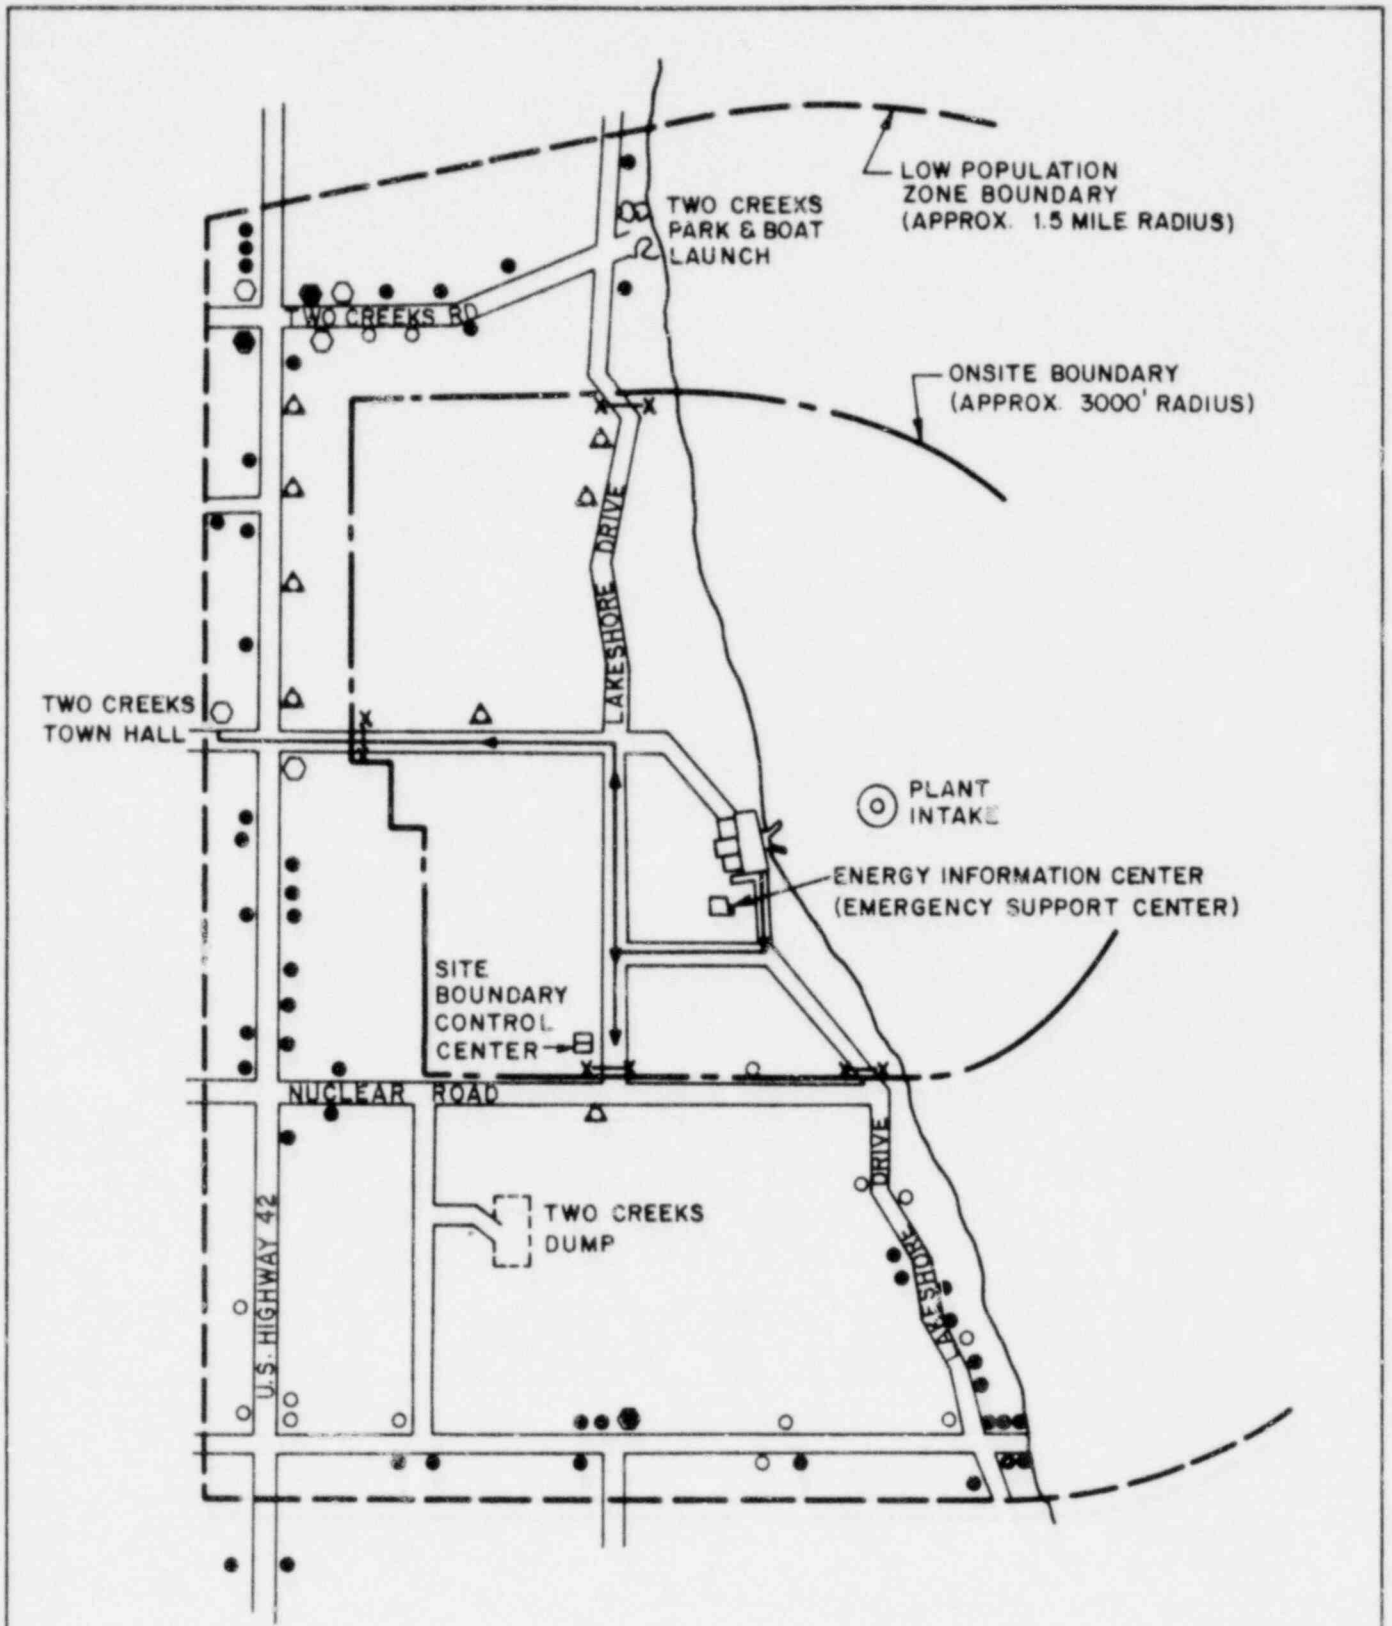 LOW POPULATION
ZONE BOUNDARY
(APPROX. 1.5 MILE RADIUS)
TWO CREEKS
PARK & BOAT
LAUNCH
TWO CREEKS RD
ONSITE BOUNDARY
(APPROX. 3000' RADIUS)
LAKESHORE DRIVE
X
X
TWO CREEKS
TOWN HALL
X
PLANT
INTAKE
ENERGY INFORMATION CENTER
(EMERGENCY SUPPORT CENTER)
SITE
BOUNDARY
CONTROL
CENTER
X
X
X
X
NUCLEAR ROAD
LAKESHORE DRIVE
TWO CREEKS
DUMP
U.S. HIGHWAY 42